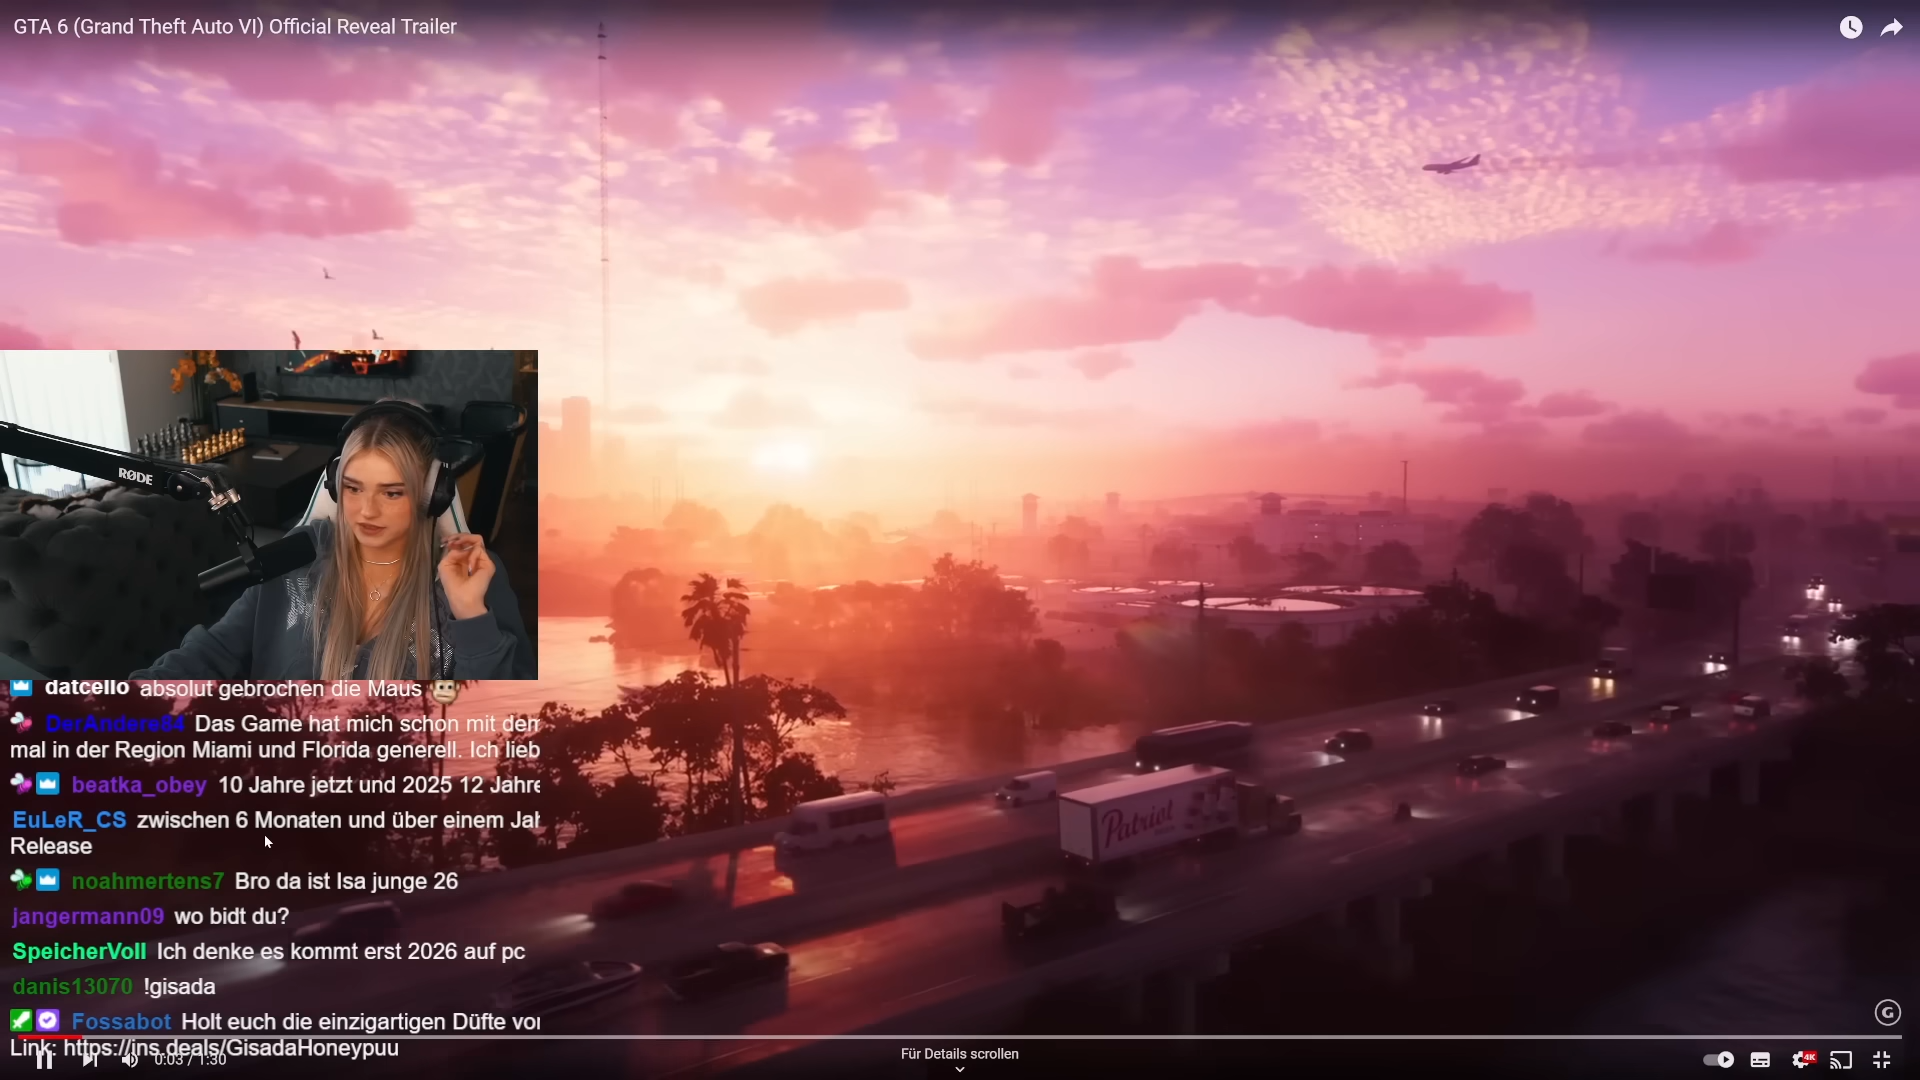 GTA 6 (Grand Theft Auto VI) Official Reveal Trailer
RØDE
datcello absolut gebrochen die Maus
DerAndere84 Das Game hat mich schon mit dem
mal in der Region Miami und Florida generell. Ich lieb
beatka_obey 10 Jahre jetzt und 2025 12 Jahre
EuLeR_CS zwischen 6 Monaten und über einem Jah
Release
noahmertens7 Bro da ist Isa junge 26
jangermann09 wo bidt du?
SpeicherVoll Ich denke es kommt erst 2026 auf pc
danis13070 !gisada
Fossabot Holt euch die einzigartigen Düfte von
Link: https://ins.deals/GisadaHoneypuu
Patriot
G
0:03 / 1:30
Für Details scrollen
4K